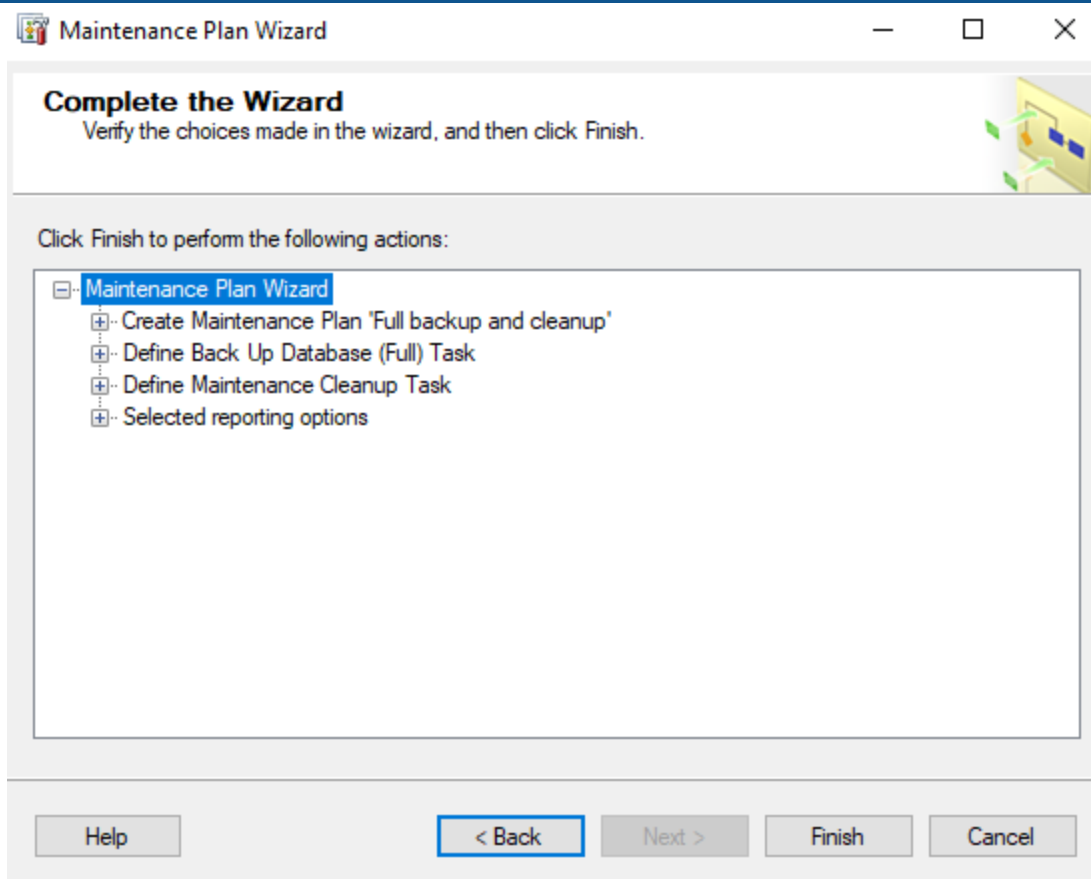 Maintenance Plan Wizard
Complete the Wizard
Verify the choices made in the wizard, and then click Finish.
Click Finish to perform the following actions:
Maintenance Plan Wizard
Create Maintenance Plan 'Full backup and cleanup'
Define Back Up Database (Full) Task
Define Maintenance Cleanup Task
Selected reporting options
Help
< Back
Next >
Finish
Cancel